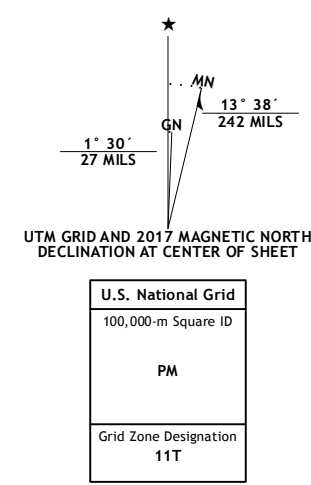 ★
MN
13° 38´
242 MILS
GN
1° 30´
27 MILS
UTM GRID AND 2017 MAGNETIC NORTH
DECLINATION AT CENTER OF SHEET
U.S. National Grid
100,000-m Square ID
PM
Grid Zone Designation
11T